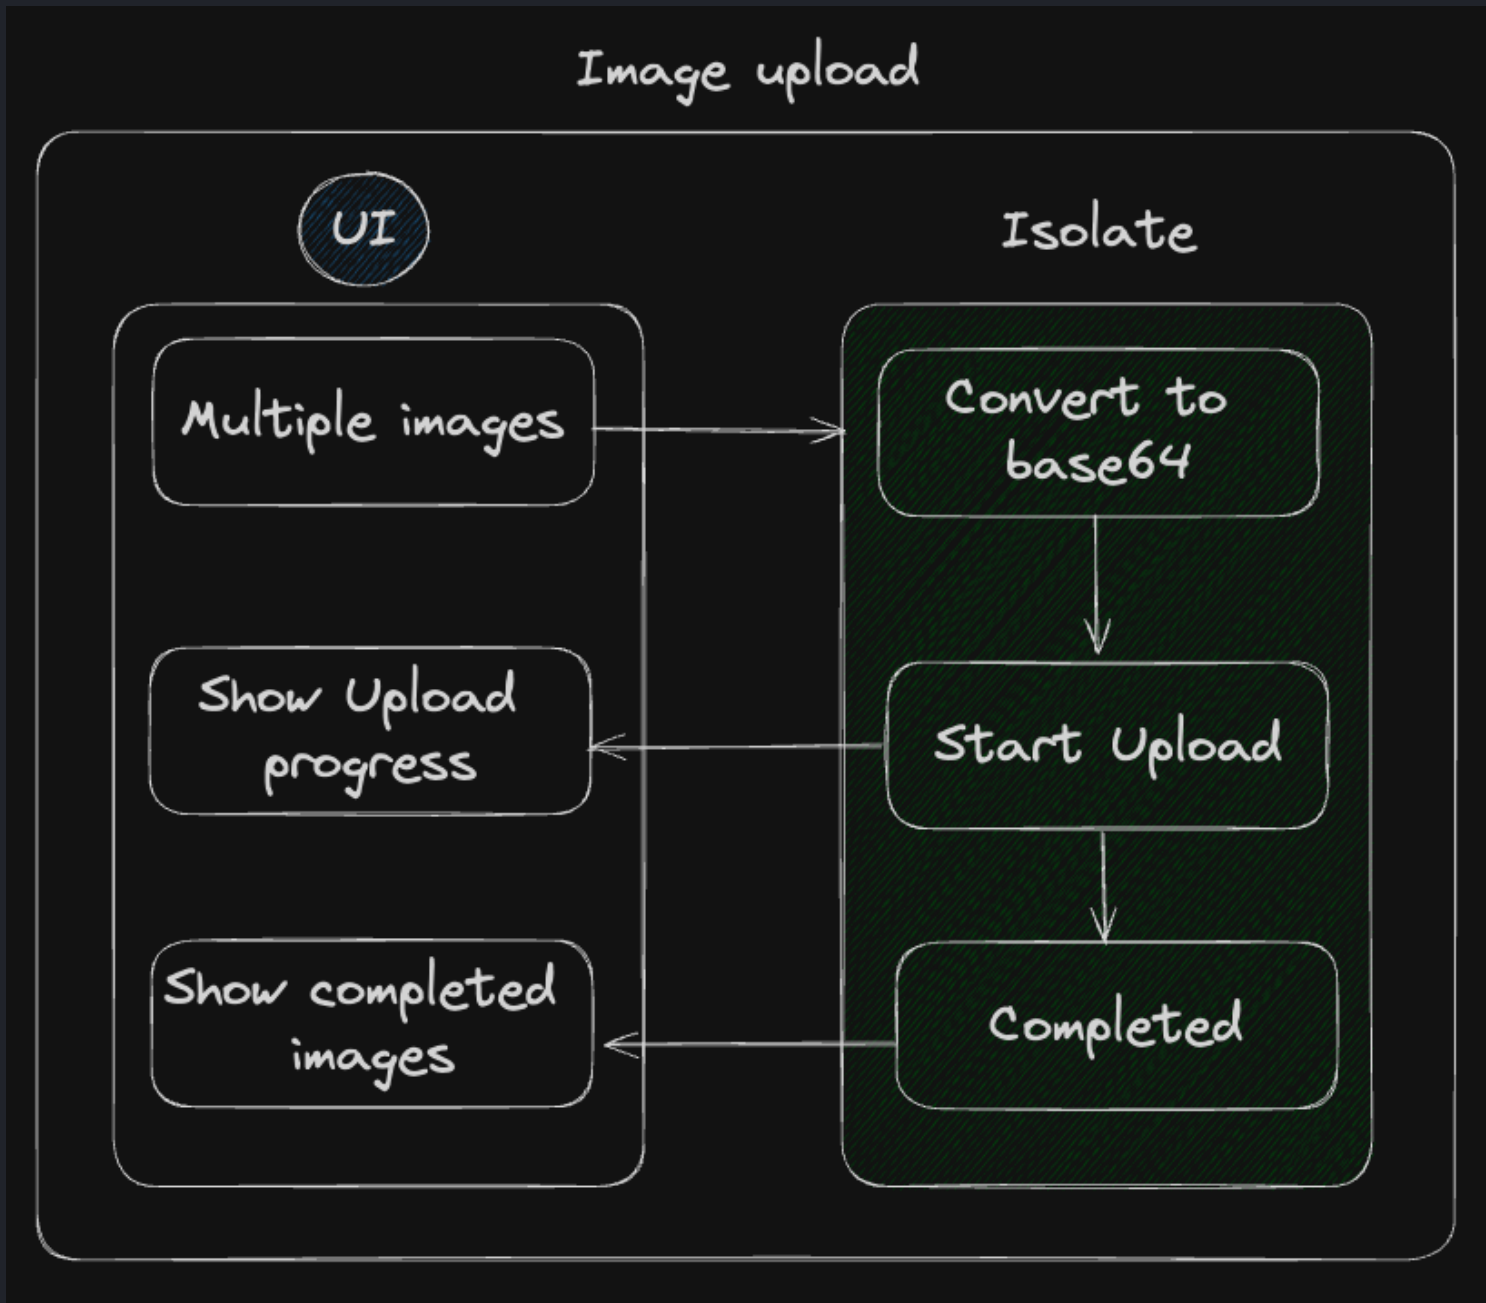 Image upload
UI
Isolate
Multiple images
Convert to
base64
Show Upload
progress
Start Upload
Show completed
images
Completed